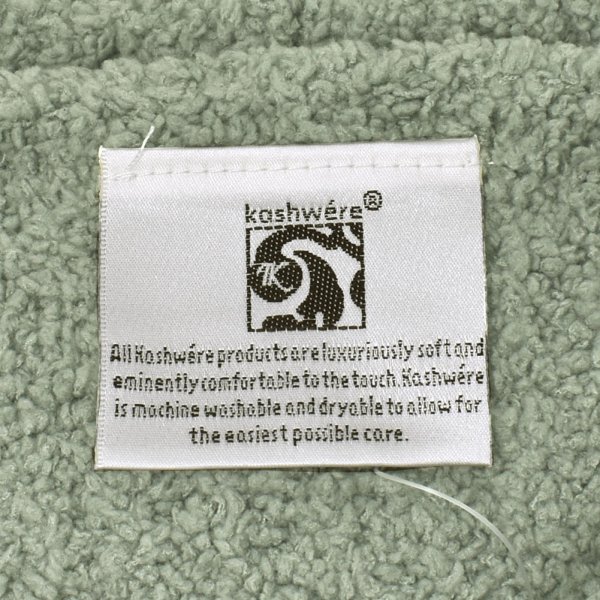 kashwére®
K
All Kashwére products are luxuriously soft and
eminently comfortable to the touch. Kashwére
is machine washable and dryable to allow for
the easiest possible care.